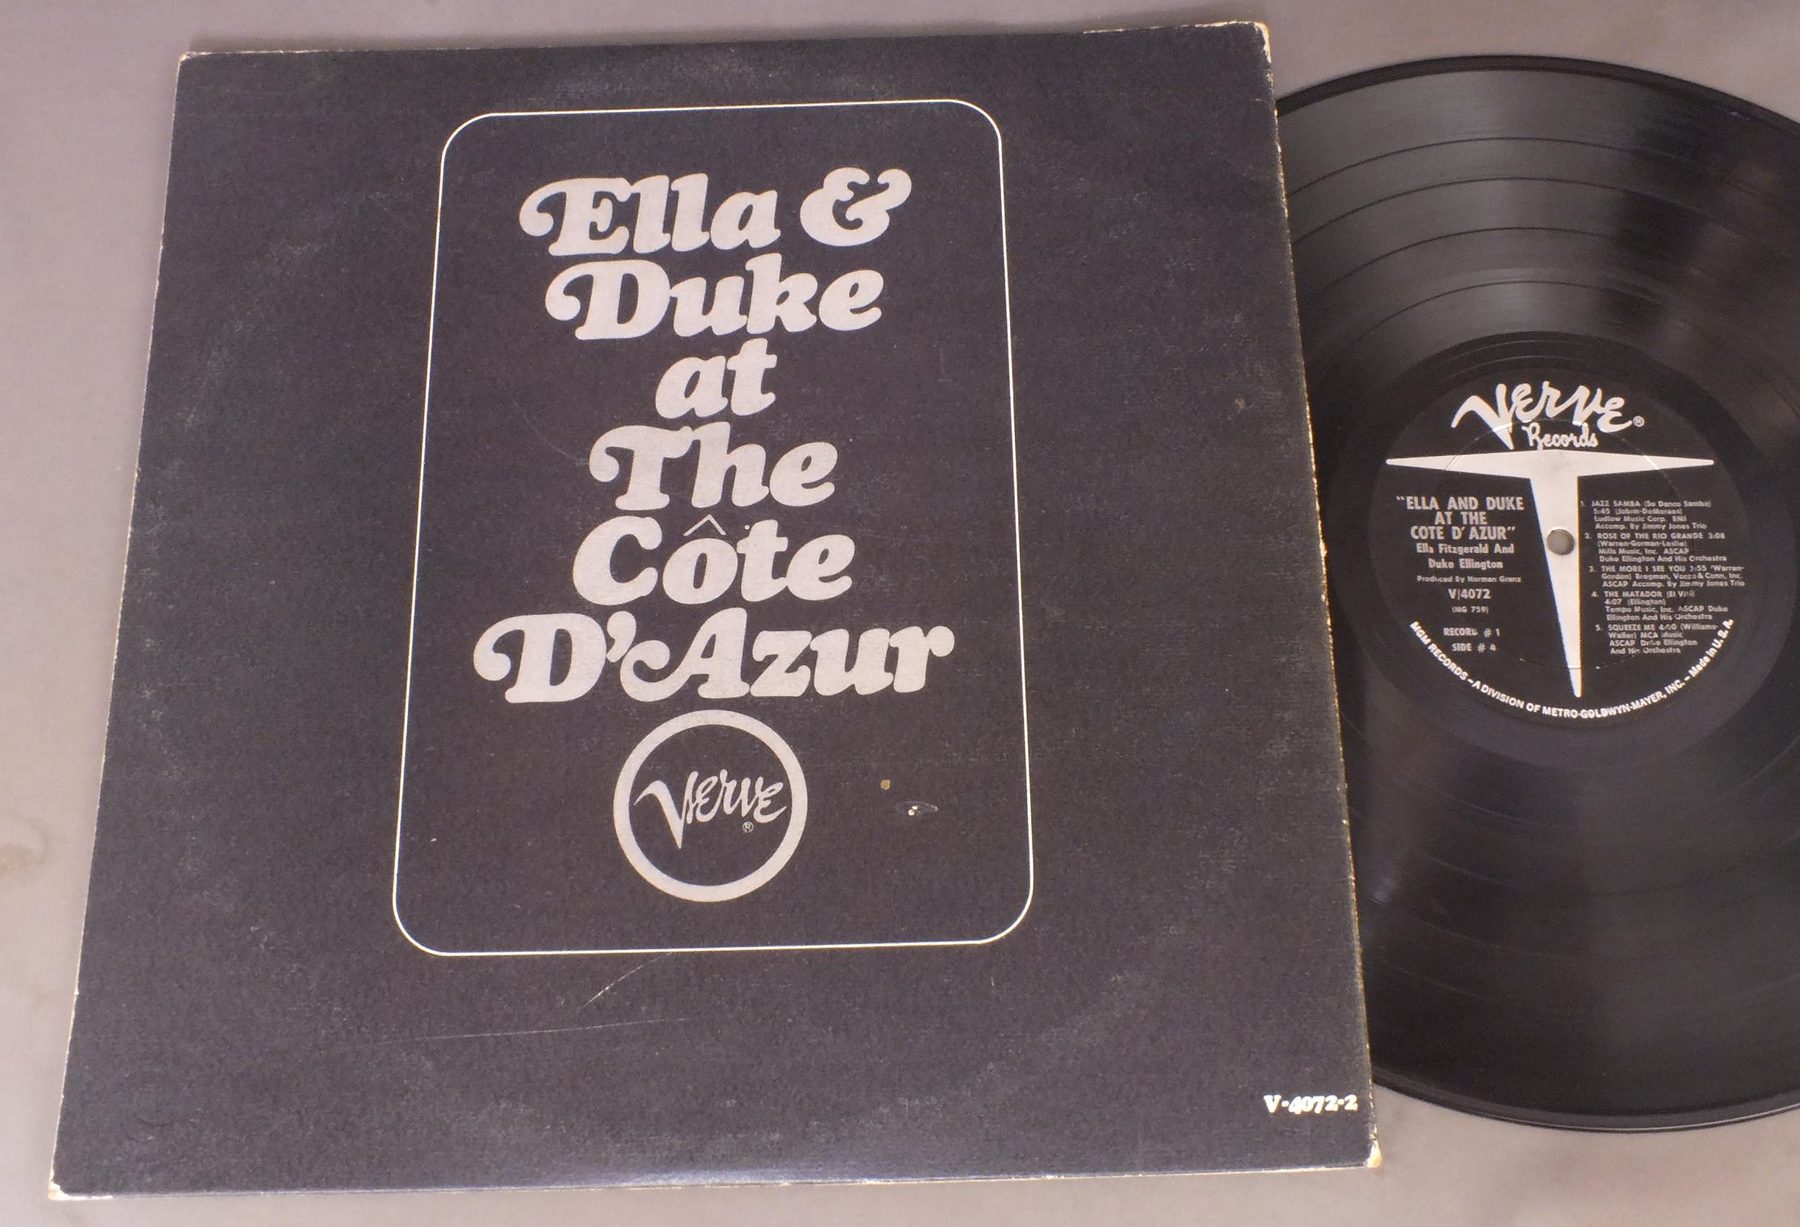 Ella &
Duke
at
The
Côte
D'Azur
VERVE
®
V-4072-2
VERVE ®
Records
"ELLA AND DUKE
AT THE
COTE D'AZUR"
Ella Fitzgerald And
Duke Ellington
Produced by Norman Granz
V/4072
(MG 759)
RECORD # 1
SIDE # 4
1. JAZZ SAMBA (So Danco Samba)
5:45 (Jobim-DeMoraes)
Ludlow Music Corp. BMI
Accomp. By Jimmy Jones Trio
2. ROSE OF THE RIO GRANDE 3:08
(Warren-Gorman-Leslie)
Mills Music, Inc. ASCAP
Duke Ellington And His Orchestra
3. THE MORE I SEE YOU 3:55 (Warren-
Gordon) Bregman, Vocco & Conn, Inc.
ASCAP Accomp. By Jimmy Jones Trio
4. THE MATADOR (El
4:07 (Ellington)
Tempo Music, Inc. ASCAP Duke
Ellington And His Orchestra
5. SQUEEZE ME (Williams-
Waller) MCA Music
ASCAP Duke Ellington
And His Orchestra
MGM RECORDS – A DIVISION OF METRO-GOLDWYN-MAYER, INC. – Made in U.S.A.